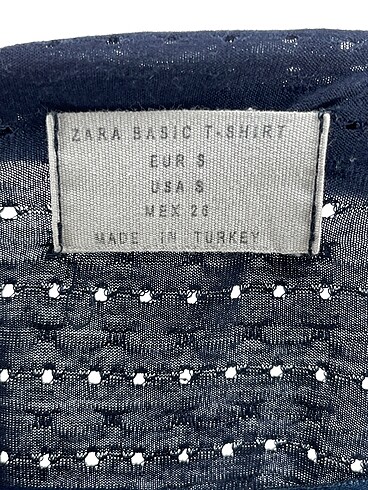 ZARA BASIC T-SHIRT
EUR S
USA S
MEX 26
MADE IN TURKEY